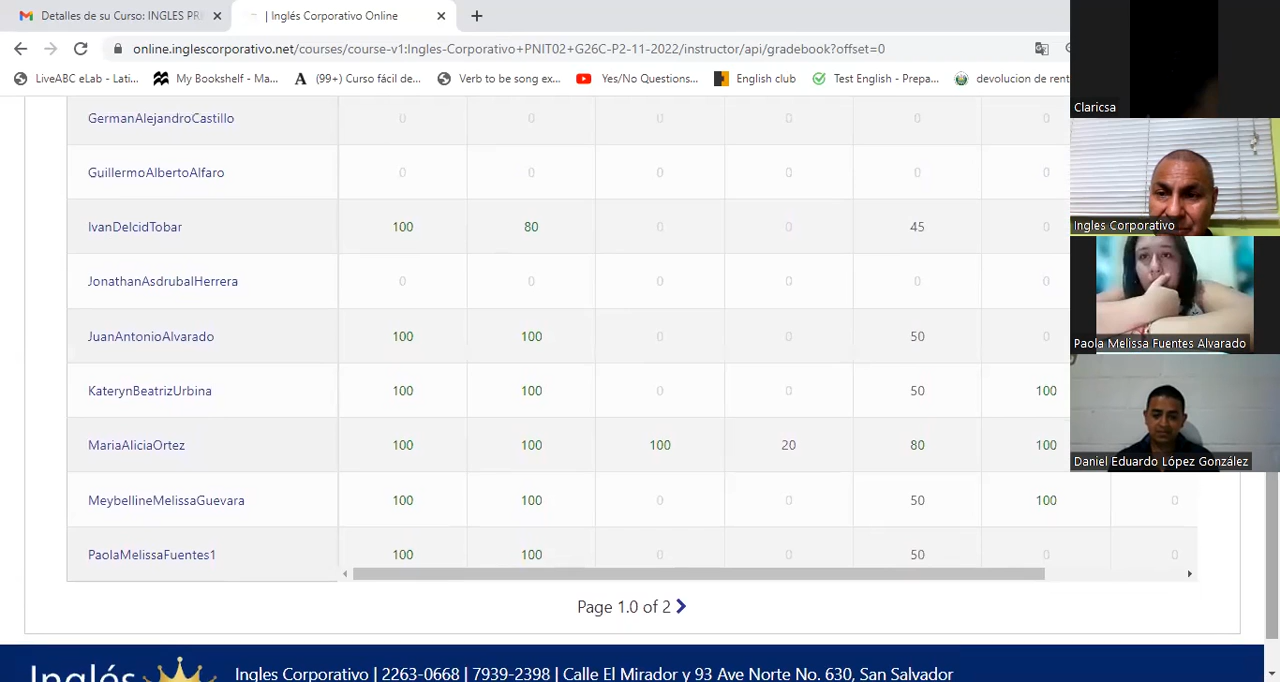 Detalles de su Curso: INGLES PRE
| Inglés Corporativo Online
online.inglescorporativo.net/courses/course-v1:Ingles-Corporativo+PNIT02+G26C-P2-11-2022/instructor/api/gradebook?offset=0
LiveABC eLab - Lati... My Bookshelf - Ma... (99+) Curso fácil de... Verb to be song ex... Yes/No Questions... English club Test English - Prepa... devolucion de rent
GermanAlejandroCastillo 0 0 0 0 0 0
GuillermoAlbertoAlfaro 0 0 0 0 0 0
IvanDelcidTobar 100 80 0 0 45 0
JonathanAsdrubalHerrera 0 0 0 0 0 0
JuanAntonioAlvarado 100 100 0 0 50 0
KaterynBeatrizUrbina 100 100 0 0 50 100
MariaAliciaOrtez 100 100 100 20 80 100
MeybellineMelissaGuevara 100 100 0 0 50 100 0
PaolaMelissaFuentes1 100 100 0 0 50 0 0
Page 1.0 of 2
Inglés
Ingles Corporativo | 2263-0668 | 7939-2398 | Calle El Mirador y 93 Ave Norte No. 630, San Salvador
Claricsa
Ingles Corporativo
Paola Melissa Fuentes Alvarado
Daniel Eduardo López González